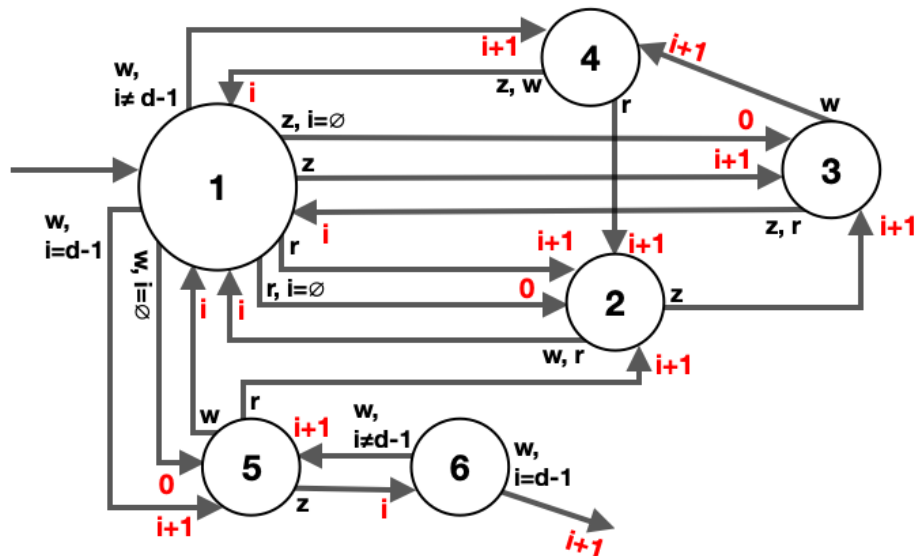 w,
i≠ d-1
i+1
4
z, w
i
r
i+1
w
z, i=∅
0
1
z
i+1
3
z, r
i
i+1
w,
i=d-1
w, i=∅
r
i+1
i+1
r, i=∅
0
2
z
i
i
w, r
i+1
w
r
i+1
w,
i≠d-1
5
6
w,
i=d-1
0
z
i
i+1
i+1